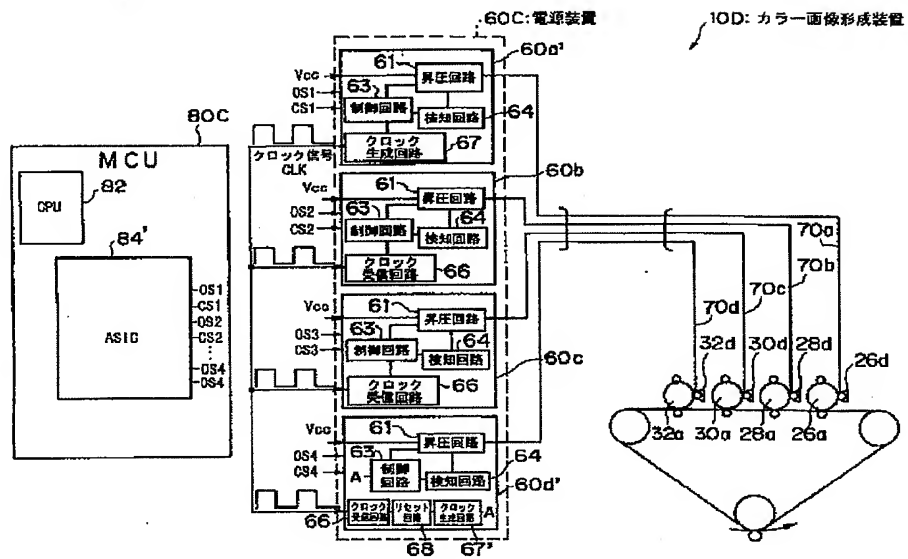 60C:電源装置
10D:カラー画像形成装置
60a'
61
Vcc
昇圧回路
OS1
63
CS1
制御回路
検知回路
64
80C
クロック
生成回路
67
MCU
クロック信号
CLK
60b
CPU
82
Vcc
61
昇圧回路
OS2
63
64
CS2
制御回路
検知回路
84'
クロック
受信回路
66
70a
70b
70c
70d
ASIC
OS1
CS1
OS2
CS2
OS4
OS4
Vcc
61
昇圧回路
OS3
63
64
CS3
制御回路
検知回路
60c
クロック
受信回路
66
32d
30d
28d
26d
32a
30a
28a
26a
Vcc
61
昇圧回路
OS4
63
64
CS4
A
制御
回路
検知回路
60d'
クロック
受信回路
リセット
回路
クロック
生成回路
A
66
68
67'